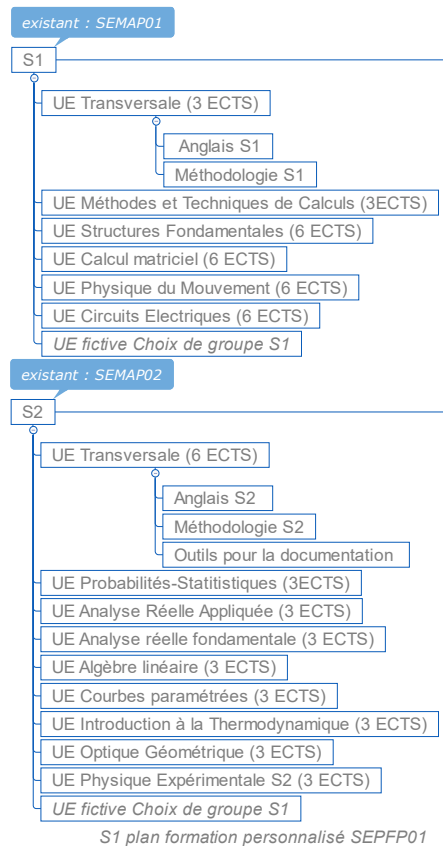 existant : SEMAP01
S1
UE Transversale (3 ECTS)
Anglais S1
Méthodologie S1
UE Méthodes et Techniques de Calculs (3ECTS)
UE Structures Fondamentales (6 ECTS)
UE Calcul matriciel (6 ECTS)
UE Physique du Mouvement (6 ECTS)
UE Circuits Electriques (6 ECTS)
UE fictive Choix de groupe S1
existant : SEMAP02
S2
UE Transversale (6 ECTS)
Anglais S2
Méthodologie S2
Outils pour la documentation
UE Probabilités-Statitistiques (3ECTS)
UE Analyse Réelle Appliquée (3 ECTS)
UE Analyse réelle fondamentale (3 ECTS)
UE Algèbre linéaire (3 ECTS)
UE Courbes paramétrées (3 ECTS)
UE Introduction à la Thermodynamique (3 ECTS)
UE Optique Géométrique (3 ECTS)
UE Physique Expérimentale S2 (3 ECTS)
UE fictive Choix de groupe S1
S1 plan formation personnalisé SEPFP01